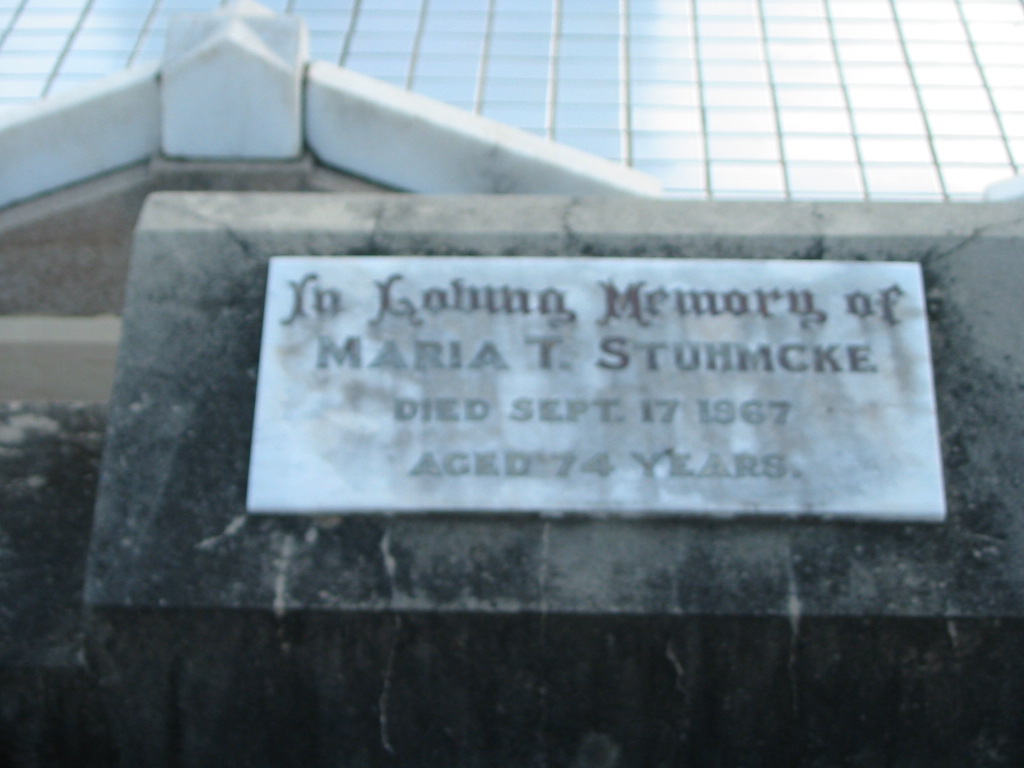 In Loving Memory of
MARIA T. STUHMCKE
DIED SEPT. 17 1967
AGED 74 YEARS.